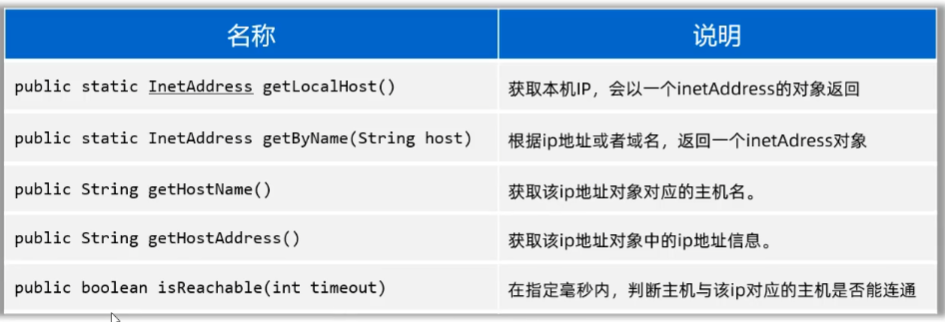 名称 说明
public static InetAddress getLocalHost() 获取本机IP，会以一个inetAddress的对象返回
public static InetAddress getByName(String host) 根据ip地址或者域名，返回一个inetAdress对象
public String getHostName() 获取该ip地址对象对应的主机名。
public String getHostAddress() 获取该ip地址对象中的ip地址信息。
public boolean isReachable(int timeout) 在指定毫秒内，判断主机与该ip对应的主机是否能连通